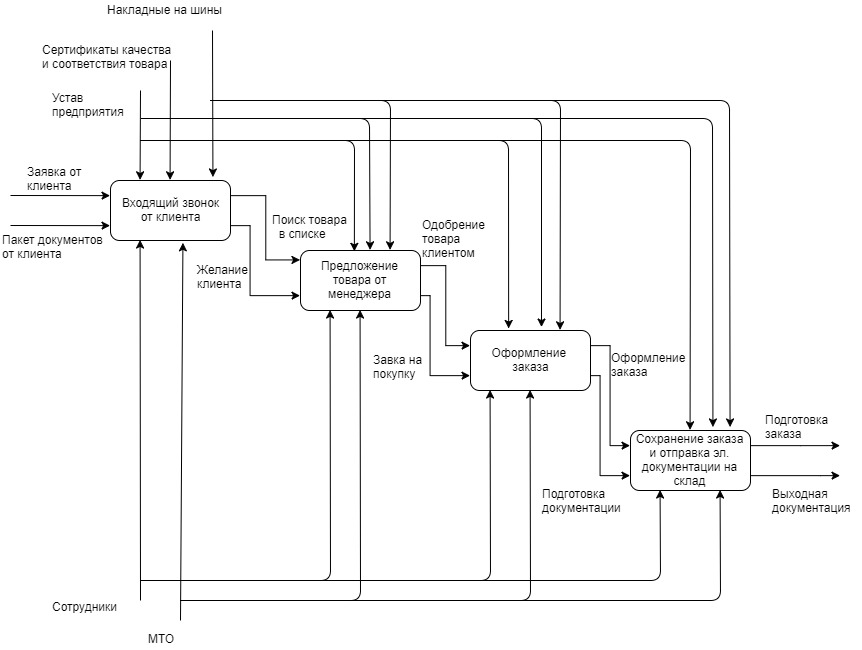 Накладные на шины
Сертификаты качества
и соответствия товара
Устав
предприятия
Заявка от
клиента
Пакет документов
от клиента
Входящий звонок
от клиента
Поиск товара
в списке
Желание
клиента
Предложение
товара от
менеджера
Одобрение
товара
клиентом
Завка на
покупку
Оформление
заказа
Оформление
заказа
Подготовка
документации
Сохранение заказа
и отправка эл.
документации на
склад
Подготовка
заказа
Выходная
документация
Сотрудники
МТО